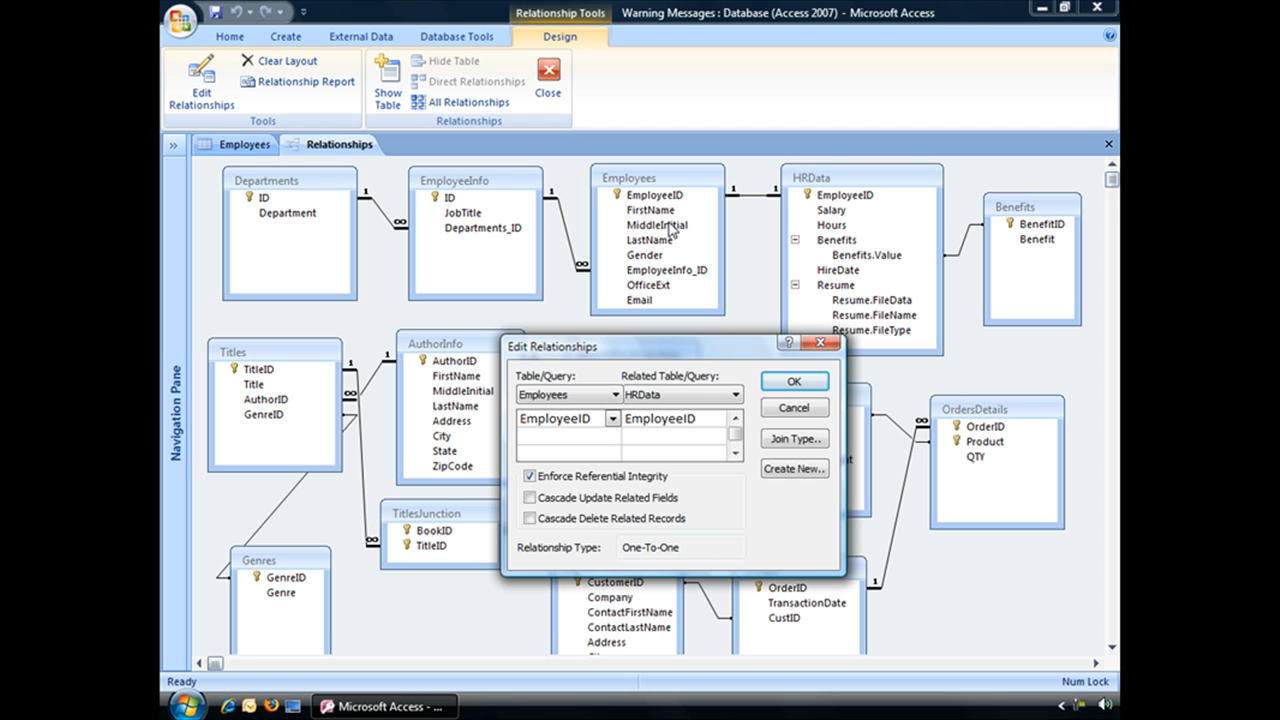 Relationship Tools
Warning Messages : Database (Access 2007) - Microsoft Access
Home
Create
External Data
Database Tools
Design
Edit
Relationships
Clear Layout
Relationship Report
Tools
Show
Table
Hide Table
Direct Relationships
All Relationships
Relationships
Close
Employees
Relationships
Navigation Pane
Departments
ID
Department
1
∞
EmployeeInfo
ID
JobTitle
Departments_ID
1
∞
Employees
EmployeeID
FirstName
MiddleInitial
LastName
Gender
EmployeeInfo_ID
OfficeExt
Email
1
1
HRData
EmployeeID
Salary
Hours
Benefits
Benefits.Value
HireDate
Resume
Resume.FileData
Resume.FileName
Resume.FileType
Benefits
BenefitID
Benefit
Titles
TitleID
Title
AuthorID
GenreID
1
∞
1
AuthorInfo
AuthorID
FirstName
MiddleInitial
LastName
Address
City
State
ZipCode
TitlesJunction
BookID
TitleID
∞
Genres
GenreID
Genre
Edit Relationships
?
Table/Query:
Related Table/Query:
Employees
HRData
EmployeeID
EmployeeID
Enforce Referential Integrity
Cascade Update Related Fields
Cascade Delete Related Records
Relationship Type:
One-To-One
OK
Cancel
Join Type..
Create New..
OrdersDetails
OrderID
Product
QTY
∞
CustomerID
Company
ContactFirstName
ContactLastName
Address
OrderID
TransactionDate
CustID
1
Ready
Num Lock
Microsoft Access - ...